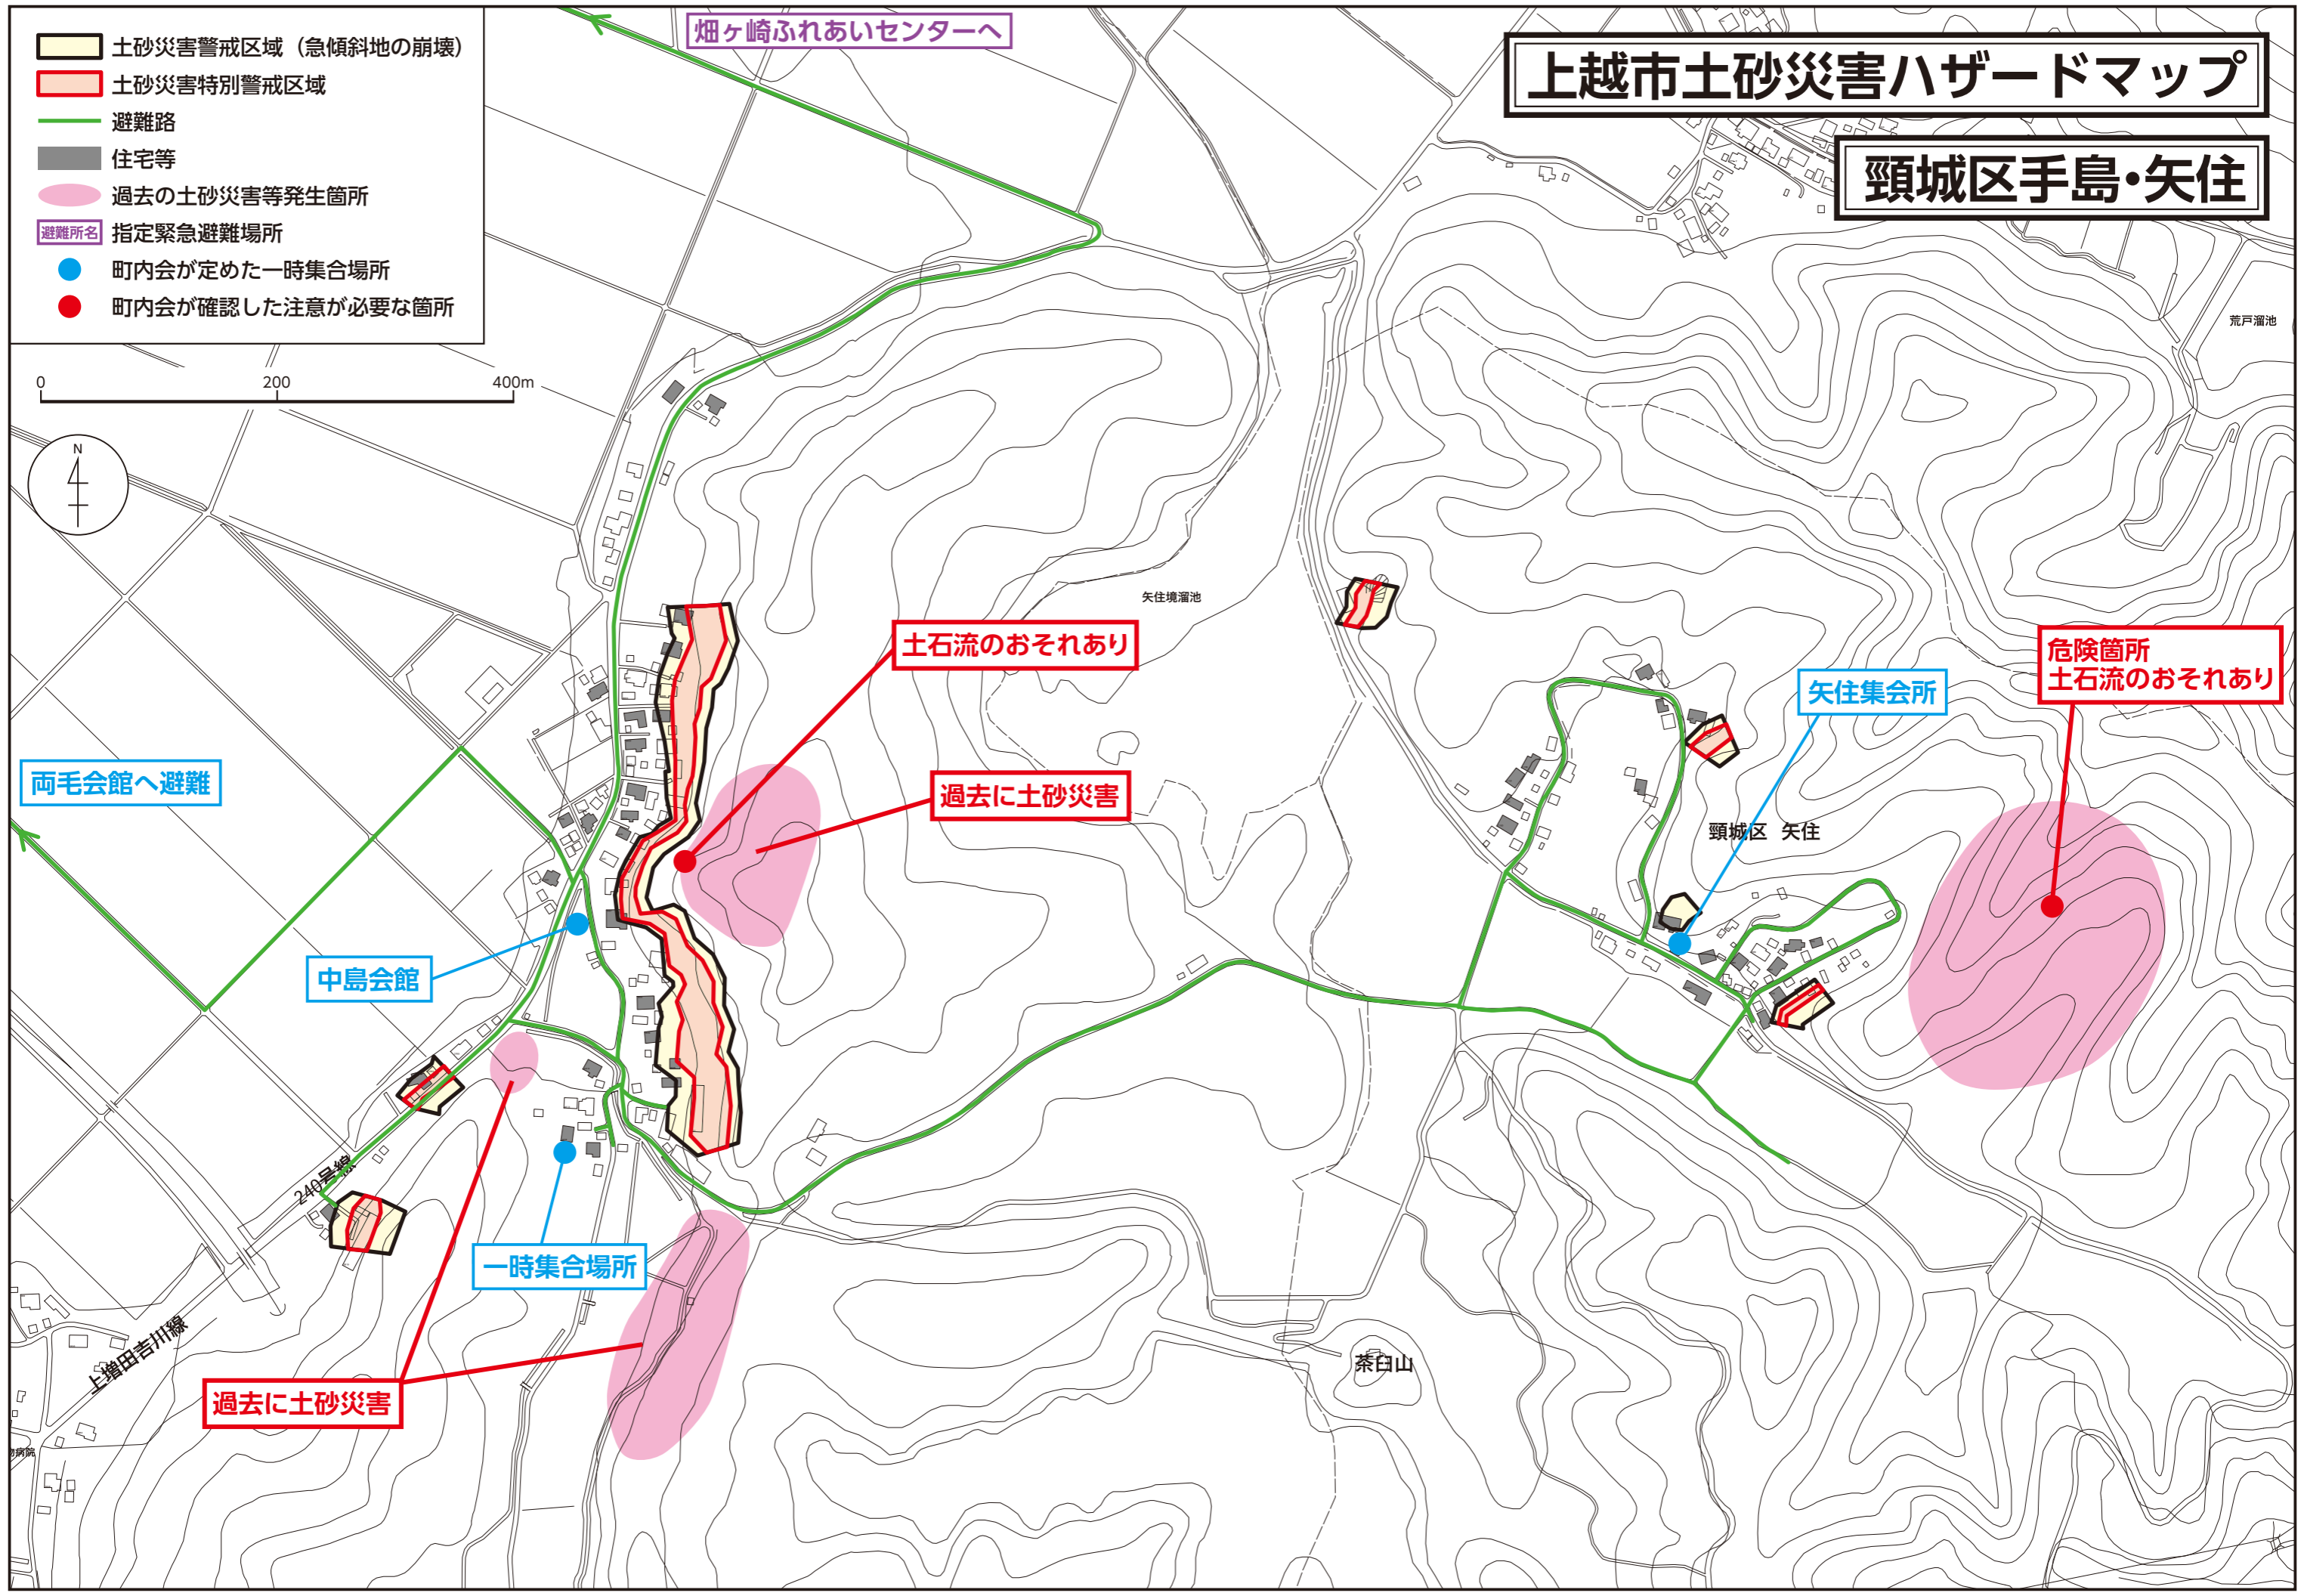 畑ヶ崎ふれあいセンターへ
上越市土砂災害ハザードマップ
頸城区手島・矢住
土砂災害警戒区域（急傾斜地の崩壊）
土砂災害特別警戒区域
避難路
住宅等
過去の土砂災害等発生箇所
避難所名 指定緊急避難場所
町内会が定めた一時集合場所
町内会が確認した注意が必要な箇所
0 200 400m
N
荒戸溜池
矢住境溜池
土石流のおそれあり
危険箇所
土石流のおそれあり
矢住集会所
両毛会館へ避難
過去に土砂災害
頸城区 矢住
中島会館
240号線
一時集合場所
上増田吉川線
茶臼山
過去に土砂災害
病院